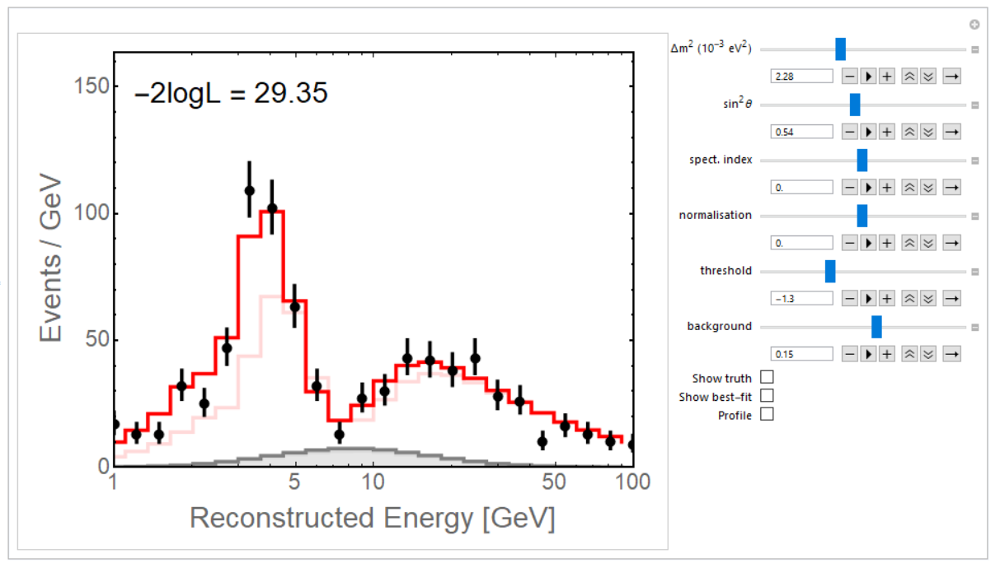 −2logL = 29.35
150
100
50
0
1
5
10
50
100
Events / GeV
Reconstructed Energy [GeV]
Δm² (10⁻³ eV²)
2.28
sin²θ
0.54
spect. index
0.
normalisation
0.
threshold
−1.3
background
0.15
Show truth
Show best−fit
Profile